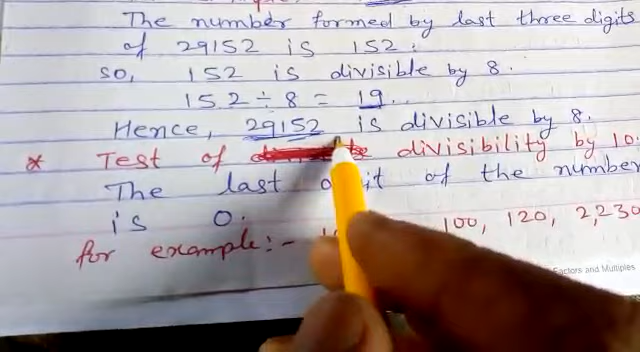 The number formed by last three digits
of 29152 is 152.
so, 152 is divisible by 8.
152 ÷ 8 = 19.
Hence, 29152 is divisible by 8.
* Test of divisibility by 10.
The last of the number
is 0.
for example:- 100, 120, 2,230
Factors and Multiples